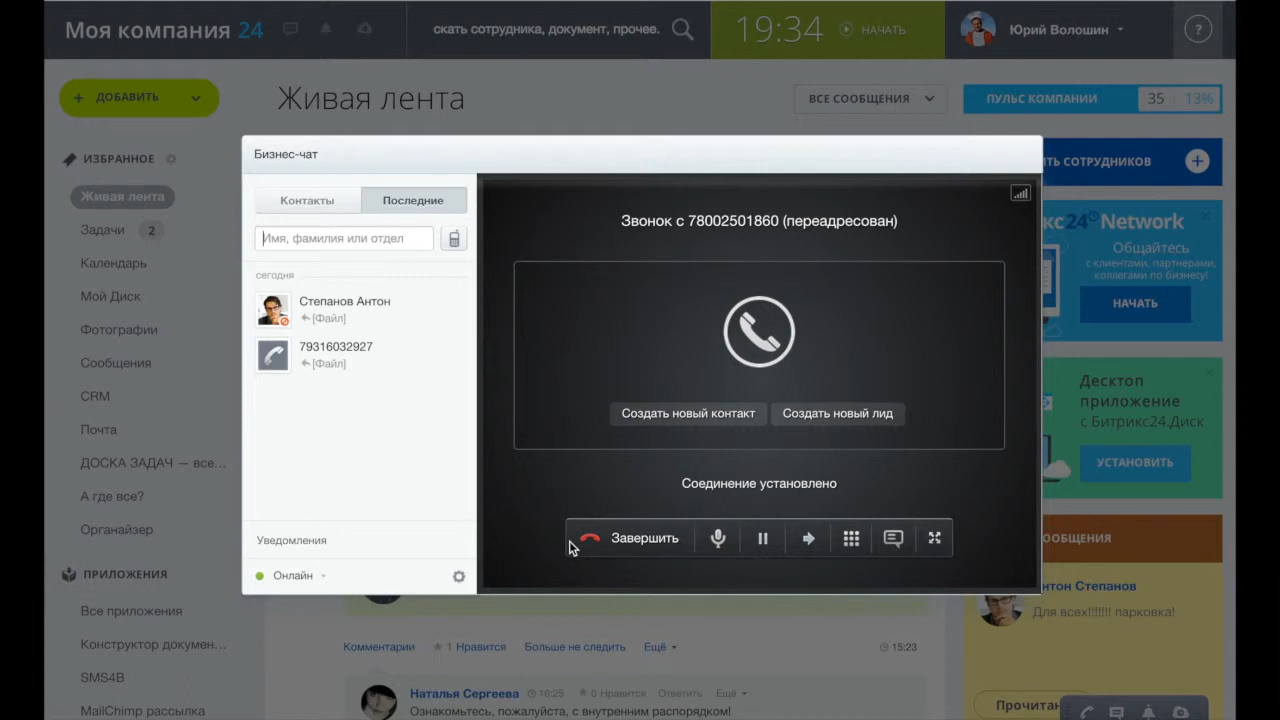 Моя компания 24
скать сотрудника, документ, прочее.
19:34
НАЧАТЬ
Юрий Волошин
?
+ ДОБАВИТЬ
Живая лента
ВСЕ СООБЩЕНИЯ
ПУЛЬС КОМПАНИИ
35
13%
ИЗБРАННОЕ
Живая лента
Задачи 2
Календарь
Мой Диск
Фотографии
Сообщения
CRM
Почта
ДОСКА ЗАДАЧ — все...
А где все?
Органайзер
ПРИЛОЖЕНИЯ
Все приложения
Конструктор докумен...
SMS4B
MailChimp рассылка
Бизнес-чат
Контакты
Последние
Имя, фамилия или отдел
сегодня
Степанов Антон
[Файл]
79316032927
[Файл]
Уведомления
Онлайн
Звонок с 78002501860 (переадресован)
Создать новый контакт
Создать новый лид
Соединение установлено
Завершить
ИТЬ СОТРУДНИКОВ
кс24 Network
Общайтесь
с клиентами, партнерами,
коллегами по бизнесу!
НАЧАТЬ
Десктоп
приложение
с Битрикс24.Диск
УСТАНОВИТЬ
ООБЩЕНИЯ
нтон Степанов
Для всех!!!!!!! парковка!
Прочитан
Комментарии
1 Нравится
Больше не следить
Ещё
15:23
Наталья Сергеева
16:25
0 Нравится
Ответить
Ещё
Ознакомьтесь, пожалуйста, с внутренним распорядком!